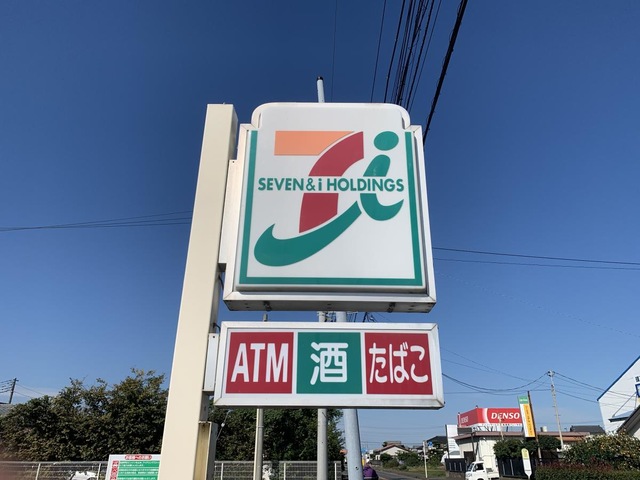 SEVEN & i HOLDINGS
ATM 酒 たばこ
DENSO